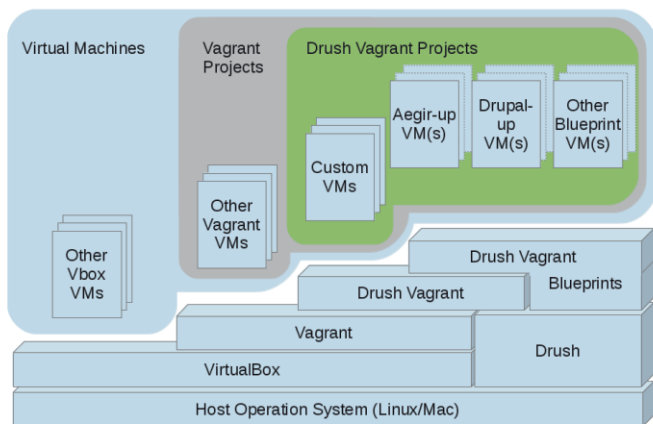 Virtual Machines
Vagrant
Projects
Drush Vagrant Projects
Aegir-up
VM(s)
Drupal-
up
VM(s)
Other
Blueprint
VM(s)
Custom
VMs
Other
Vagrant
VMs
Other
Vbox
VMs
Drush Vagrant
Blueprints
Drush Vagrant
Vagrant
Drush
VirtualBox
Host Operation System (Linux/Mac)